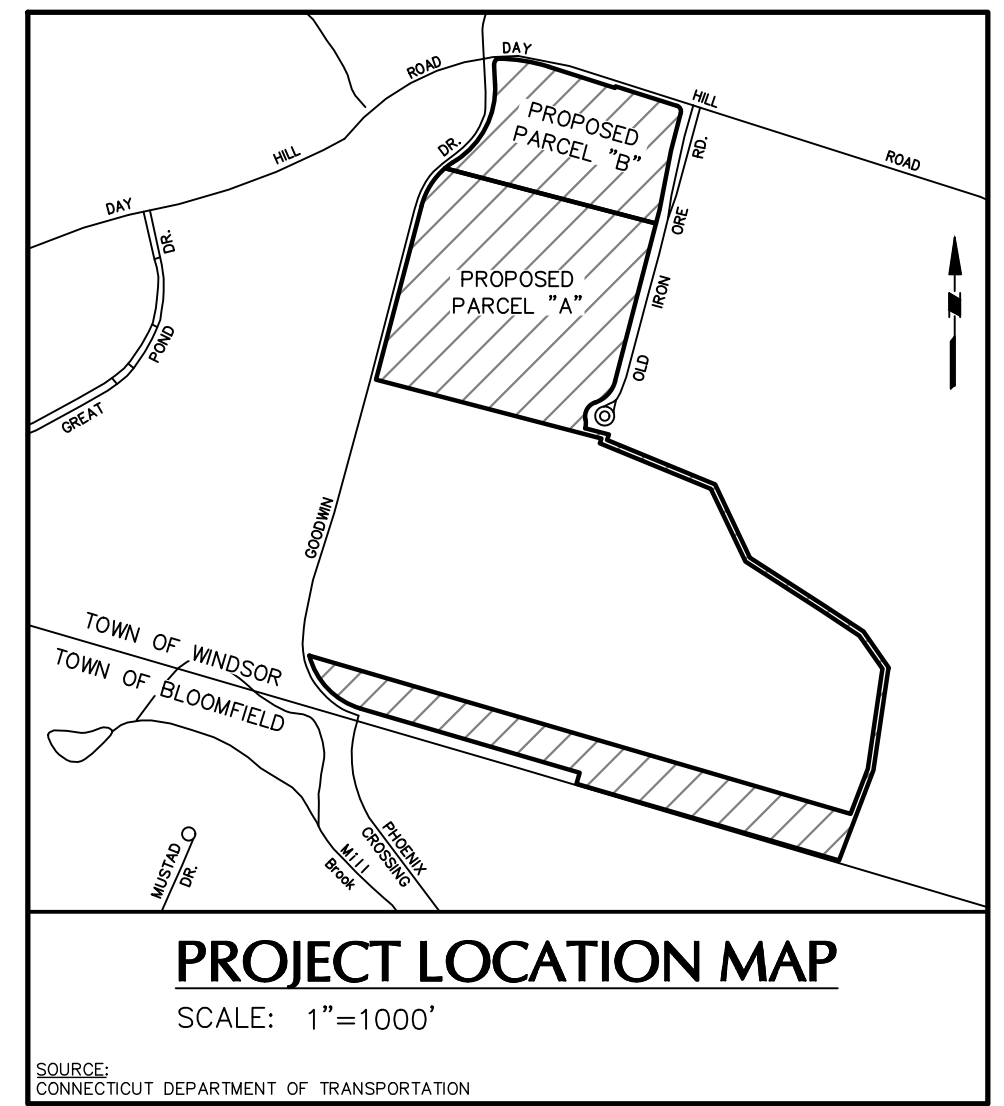 DAY
ROAD
HILL
DAY
HILL
ROAD
DR.
RD.
ORE
IRON
OLD
PROPOSED
PARCEL "B"
PROPOSED
PARCEL "A"
DR.
POND
GREAT
GOODWIN
N
TOWN OF WINDSOR
TOWN OF BLOOMFIELD
PHOENIX
CROSSING
Mill
Brook
MUSTAD
DR.
PROJECT LOCATION MAP
SCALE: 1"=1000'
SOURCE:
CONNECTICUT DEPARTMENT OF TRANSPORTATION